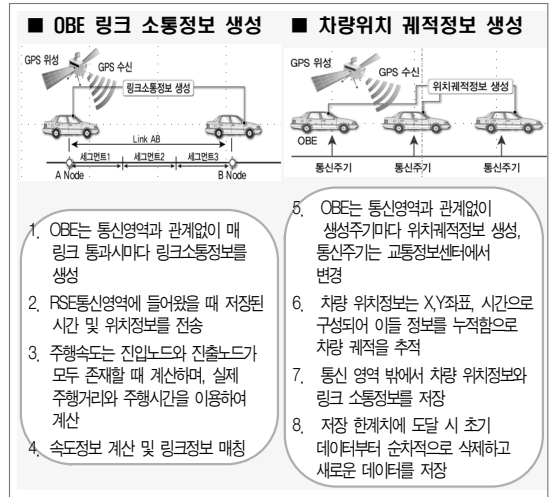 ■ OBE 링크 소통정보 생성
GPS 위성
GPS 수신
링크소통정보 생성
Link AB
세그먼트1
세그먼트2
세그먼트3
A Node
B Node
1. OBE는 통신영역과 관계없이 매
링크 통과시마다 링크소통정보를
생성
2. RSE통신영역에 들어왔을 때 저장된
시간 및 위치정보를 전송
3. 주행속도는 진입노드와 진출노드가
모두 존재할 때 계산하며, 실제
주행거리와 주행시간을 이용하여
계산
4. 속도정보 계산 및 링크정보 매칭
■ 차량위치 궤적정보 생성
GPS 위성
GPS 수신
위치궤적정보 생성
OBE
통신주기
통신주기
통신주기
5. OBE는 통신영역과 관계없이
생성주기마다 위치궤적정보 생성,
통신주기는 교통정보센터에서
변경
6. 차량 위치정보는 X,Y좌표, 시간으로
구성되어 이들 정보를 누적함으로
차량 궤적을 추적
7. 통신 영역 밖에서 차량 위치정보와
링크 소통정보를 저장
8. 저장 한계치에 도달 시 초기
데이터부터 순차적으로 삭제하고
새로운 데이터를 저장